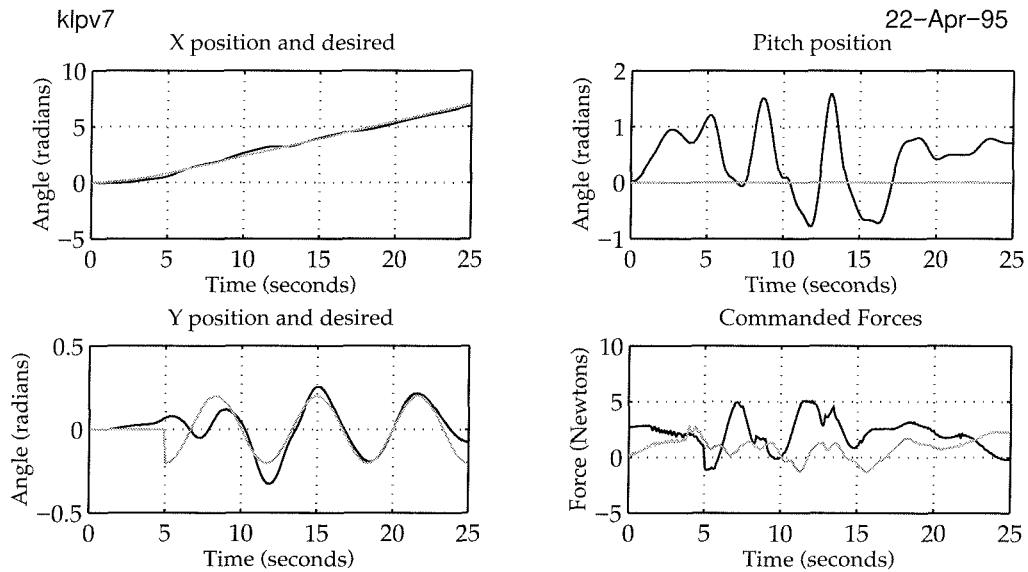 klpv7
22-Apr-95
X position and desired
10
5
0
-5
Angle (radians)
0 5 10 15 20 25
Time (seconds)
Pitch position
2
1
0
-1
Angle (radians)
0 5 10 15 20 25
Time (seconds)
Y position and desired
0.5
0
-0.5
Angle (radians)
0 5 10 15 20 25
Time (seconds)
Commanded Forces
10
5
0
-5
Force (Newtons)
0 5 10 15 20 25
Time (seconds)